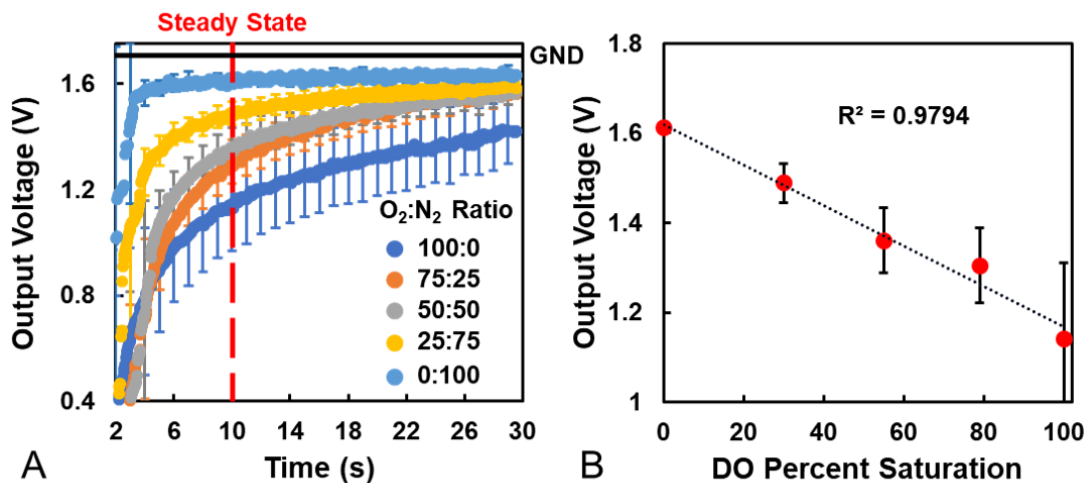 Steady State
GND
Output Voltage (V)
1.6
1.2
0.8
0.4
O₂:N₂ Ratio
100:0
75:25
50:50
25:75
0:100
2 6 10 14 18 22 26 30
Time (s)
A
Output Voltage (V)
1.8
1.6
1.4
1.2
1
R² = 0.9794
0 20 40 60 80 100
DO Percent Saturation
B